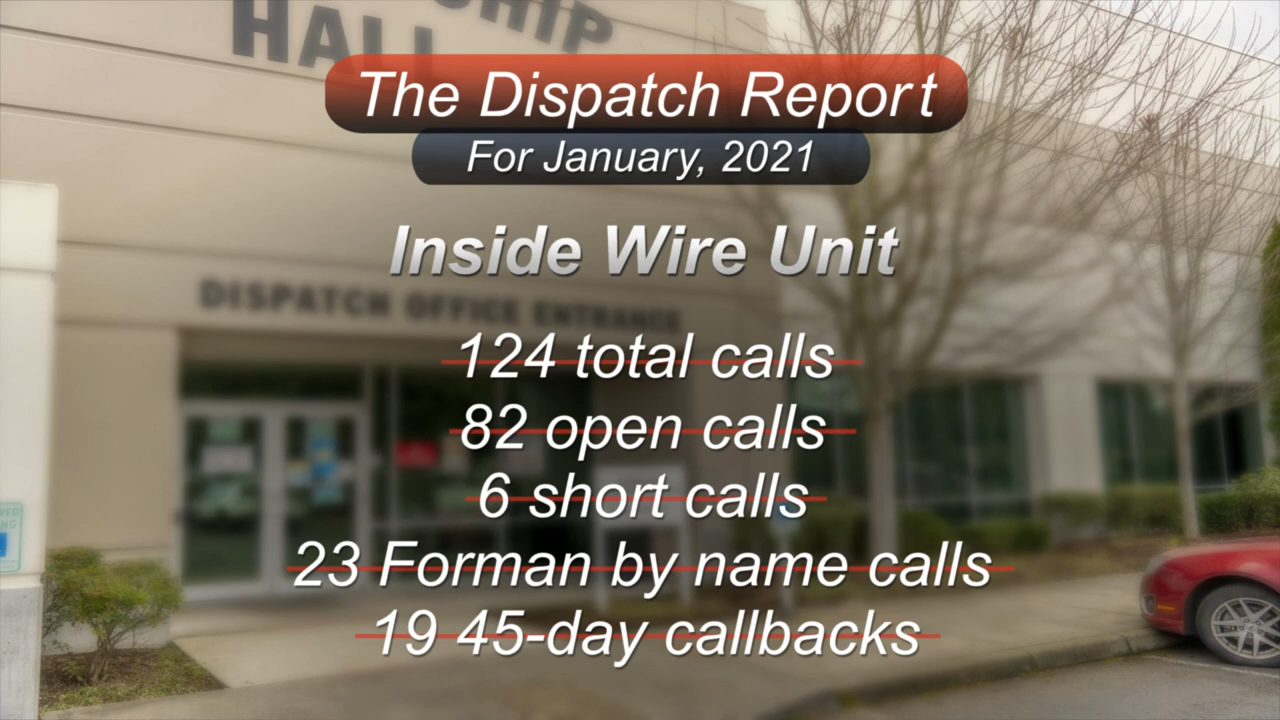 SHIP
HALL
The Dispatch Report
For January, 2021
Inside Wire Unit
DISPATCH OFFICE ENTRANCE
124 total calls
82 open calls
6 short calls
23 Forman by name calls
19 45-day callbacks